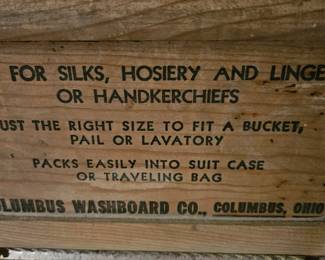 FOR SILKS, HOSIERY AND LINGE
OR HANDKERCHIEFS
UST THE RIGHT SIZE TO FIT A BUCKET,
PAIL OR LAVATORY
PACKS EASILY INTO SUIT CASE
OR TRAVELING BAG
OLUMBUS WASHBOARD CO., COLUMBUS, OHIO